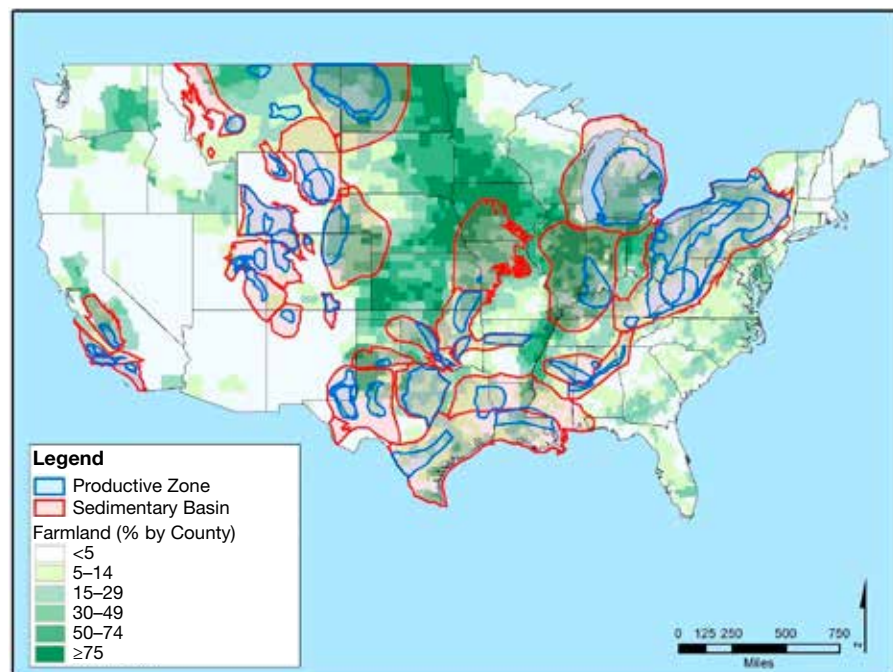 Legend
Productive Zone
Sedimentary Basin
Farmland (% by County)
<5
5–14
15–29
30–49
50–74
≥75
0 125 250 500 750
Miles